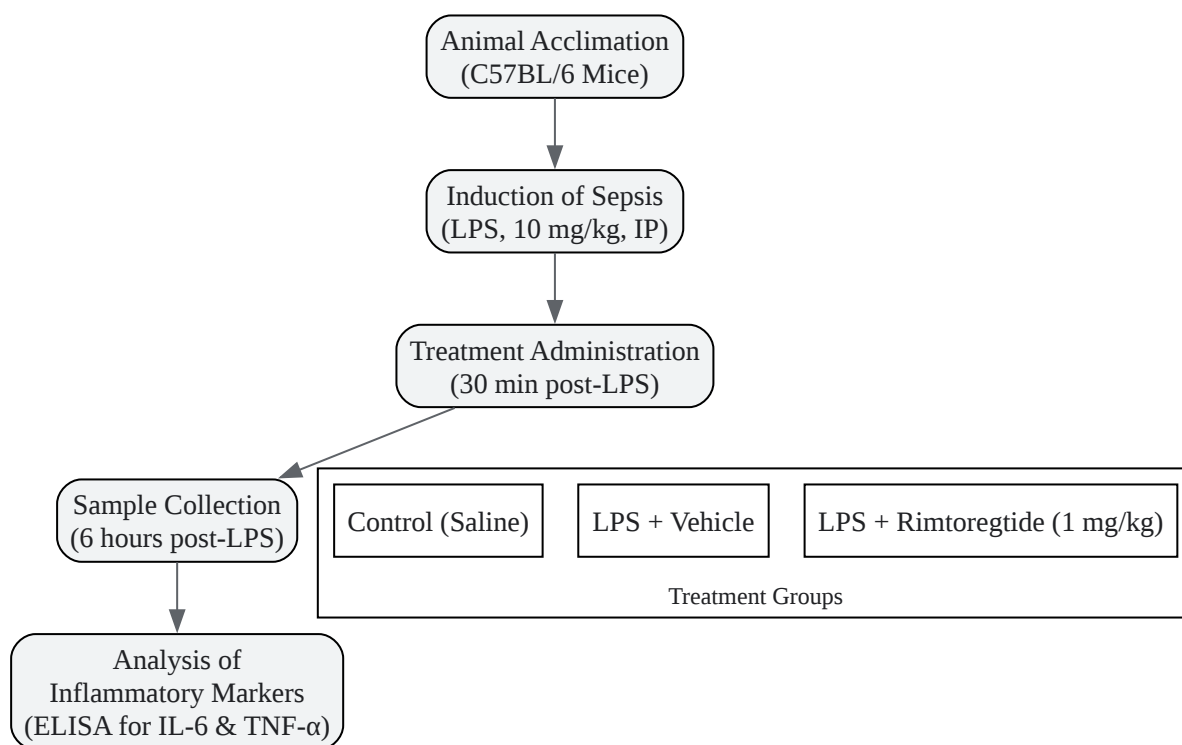 Animal Acclimation
(C57BL/6 Mice)
Induction of Sepsis
(LPS, 10 mg/kg, IP)
Treatment Administration
(30 min post-LPS)
Sample Collection
(6 hours post-LPS)
Control (Saline)
LPS + Vehicle
LPS + Rimtoregtide (1 mg/kg)
Treatment Groups
Analysis of
Inflammatory Markers
(ELISA for IL-6 & TNF-α)